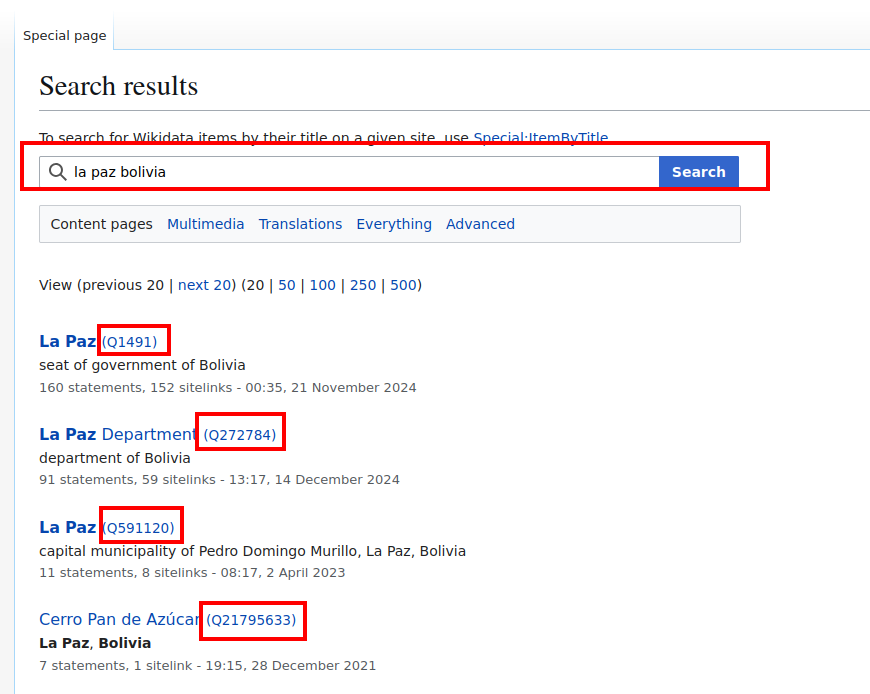 Special page
Search results
To search for Wikidata items by their title on a given site, use Special:ItemByTitle
la paz bolivia Search
Content pages Multimedia Translations Everything Advanced
View (previous 20 | next 20) (20 | 50 | 100 | 250 | 500)
La Paz (Q1491)
seat of government of Bolivia
160 statements, 152 sitelinks - 00:35, 21 November 2024
La Paz Department (Q272784)
department of Bolivia
91 statements, 59 sitelinks - 13:17, 14 December 2024
La Paz (Q591120)
capital municipality of Pedro Domingo Murillo, La Paz, Bolivia
11 statements, 8 sitelinks - 08:17, 2 April 2023
Cerro Pan de Azúcar (Q21795633)
La Paz, Bolivia
7 statements, 1 sitelink - 19:15, 28 December 2021